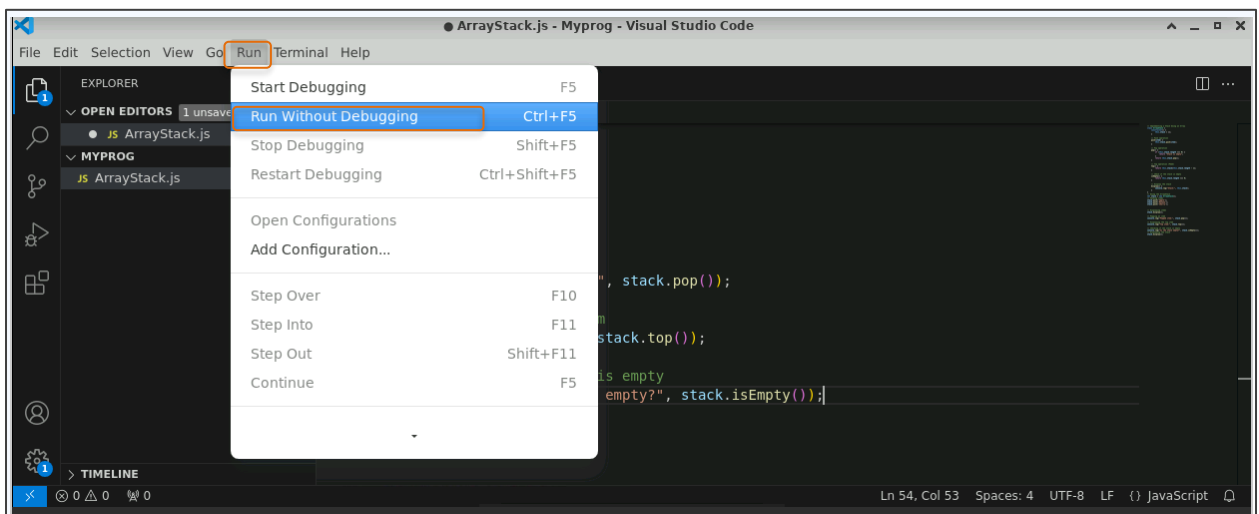 ● ArrayStack.js - Myprog - Visual Studio Code
File Edit Selection View Go Run Terminal Help
EXPLORER
OPEN EDITORS 1 unsave
● JS ArrayStack.js
MYPROG
JS ArrayStack.js
TIMELINE
Start Debugging F5
Run Without Debugging Ctrl+F5
Stop Debugging Shift+F5
Restart Debugging Ctrl+Shift+F5
Open Configurations
Add Configuration...
Step Over F10
Step Into F11
Step Out Shift+F11
Continue F5
", stack.pop());
m
stack.top());
is empty
empty?", stack.isEmpty());
1
1
0 0 0 Ln 54, Col 53 Spaces: 4 UTF-8 LF {} JavaScript